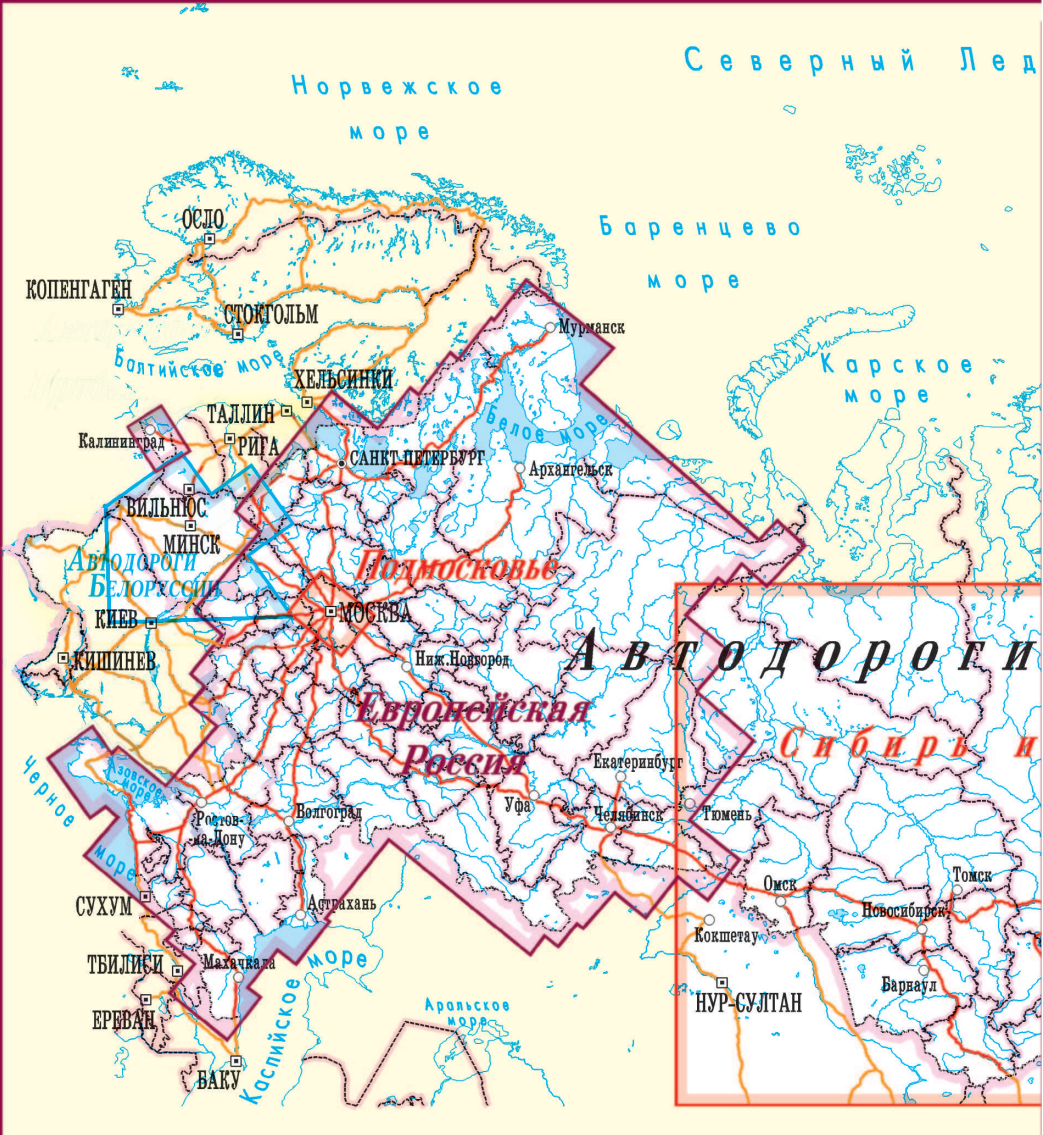 Северный Лед
Норвежское
море
ОСЛО
Баренцево
море
КОПЕНГАГЕН
СТОКГОЛЬМ
Мурманск
Балтийское море
Карское
море
ХЕЛЬСИНКИ
ТАЛЛИН
Белое море
Калининград
РИГА
САНКТ-ПЕТЕРБУРГ
Архангельск
ВИЛЬНЮС
МИНСК
АВТОДОРОГИ
БЕЛОРУССИИ
Подмосковье
КИЕВ
МОСКВА
КИШИНЕВ
Ниж.Новгород
Автодороги
Европейская
Россия
Сибирь и
Екатеринбург
Черное
море
Азовское
море
Уфа
Челябинск
Тюмень
Ростов-
на-Дону
Волгоград
Омск
Томск
СУХУМ
Астрахань
Новосибирск
Кокшетау
ТБИЛИСИ
Махачкала
Каспийское море
Барнаул
НУР-СУЛТАН
Аральское
море
ЕРЕВАН
БАКУ